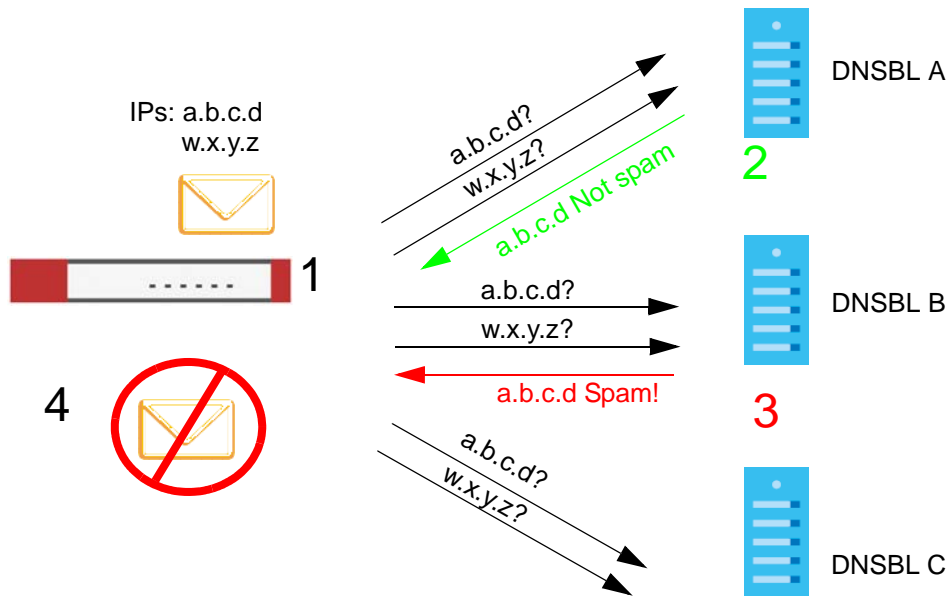 DNSBL A
IPs: a.b.c.d
w.x.y.z
a.b.c.d?
w.x.y.z?
a.b.c.d Not spam
2
1
a.b.c.d?
w.x.y.z?
a.b.c.d Spam!
DNSBL B
3
4
a.b.c.d?
w.x.y.z?
DNSBL C